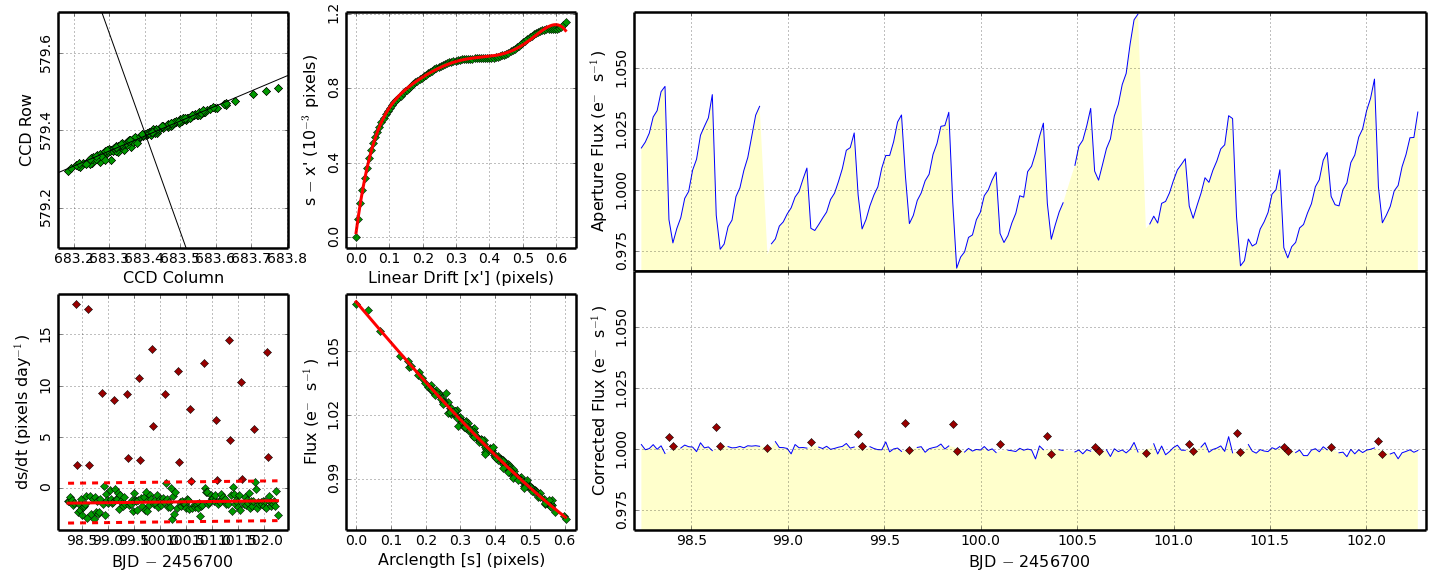 579.6
579.4
579.2
CCD Row
683.2 683.3 683.4 683.5 683.6 683.7 683.8
CCD Column
1.2
0.8
0.4
0.0
s − x' (10⁻³ pixels)
0.0 0.1 0.2 0.3 0.4 0.5 0.6
Linear Drift [x'] (pixels)
1.050
1.025
1.000
0.975
Aperture Flux (e⁻ s⁻¹)
15
10
5
0
ds/dt (pixels day⁻¹)
98.5 99.0 99.5 100.0 100.5 101.0 101.5 102.0
BJD − 2456700
1.05
1.02
0.99
Flux (e⁻ s⁻¹)
0.0 0.1 0.2 0.3 0.4 0.5 0.6
Arclength [s] (pixels)
1.050
1.025
1.000
0.975
Corrected Flux (e⁻ s⁻¹)
98.5 99.0 99.5 100.0 100.5 101.0 101.5 102.0
BJD − 2456700